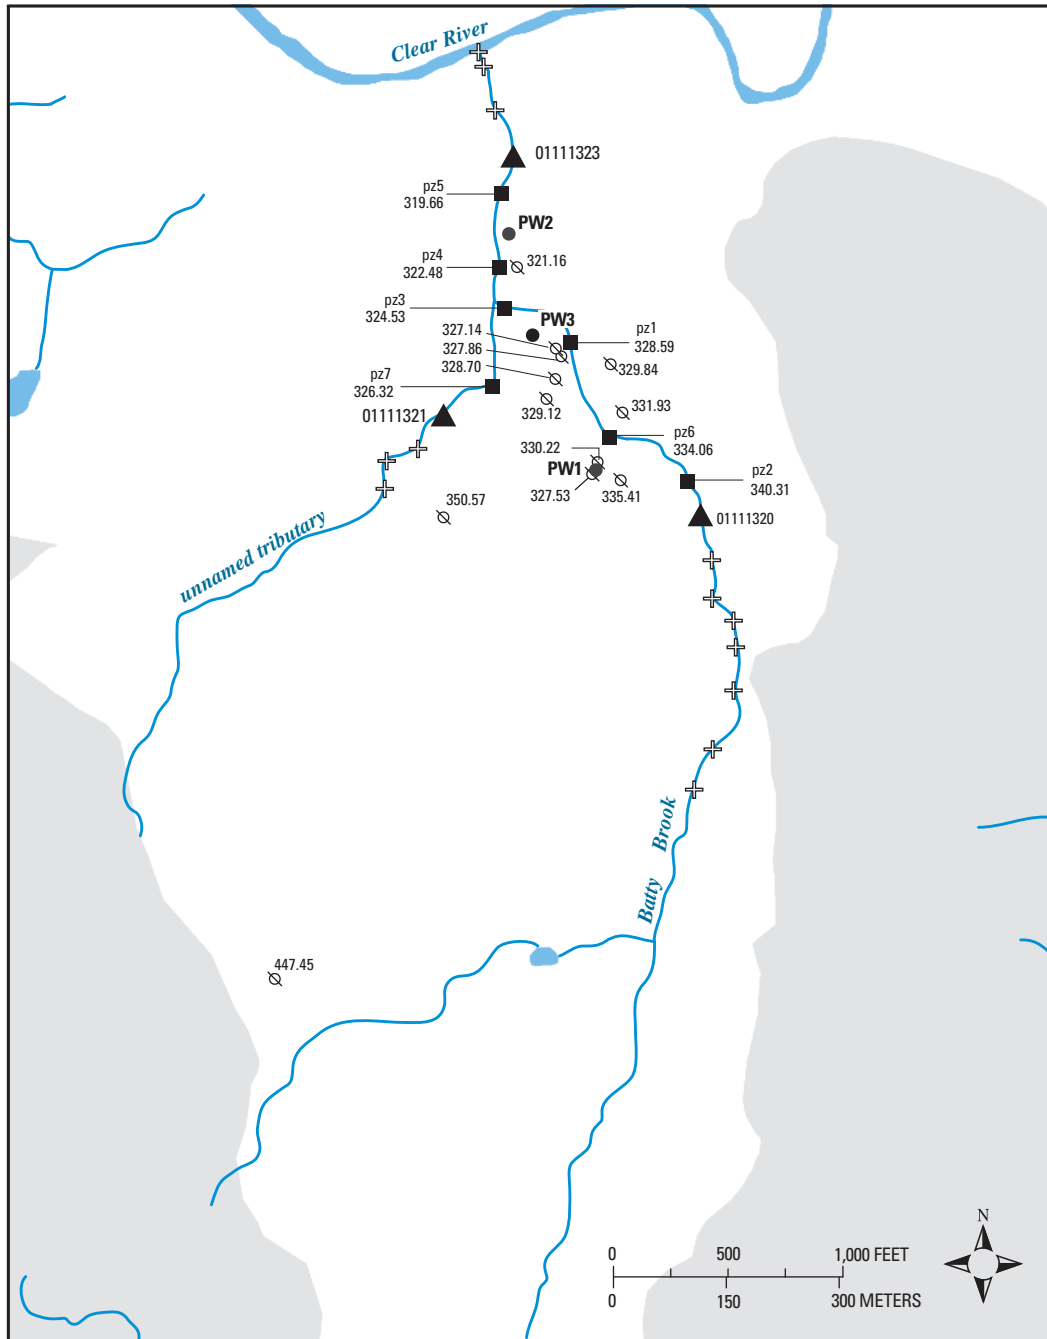 Clear River
01111323
pz5
319.66
PW2
pz4
322.48
321.16
pz3
324.53
PW3
327.14
327.86
328.70
pz1
328.59
329.84
pz7
326.32
329.12
331.93
01111321
pz6
334.06
330.22
PW1
327.53
335.41
pz2
340.31
350.57
01111320
unnamed tributary
Batty Brook
447.45
N
0 500 1,000 FEET
0 150 300 METERS